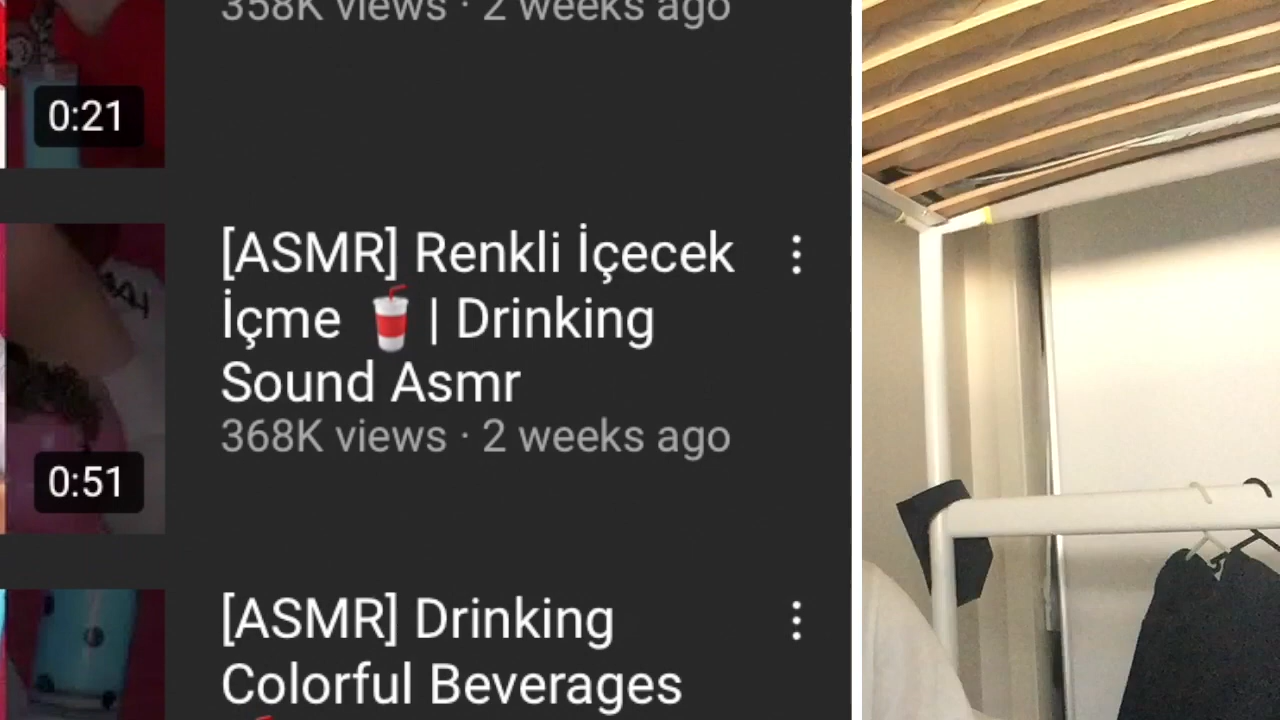 358K views · 2 weeks ago
0:21
[ASMR] Renkli İçecek
İçme 🥤 | Drinking
Sound Asmr
368K views · 2 weeks ago
0:51
[ASMR] Drinking
Colorful Beverages